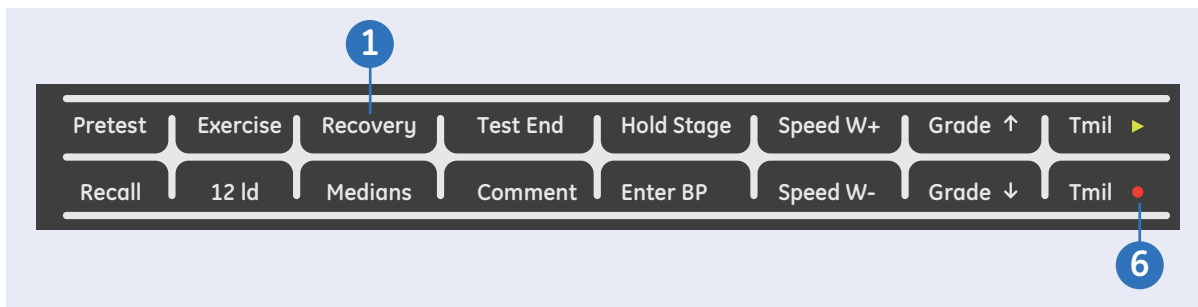 1
Pretest Exercise Recovery Test End Hold Stage Speed W+ Grade ↑ Tmil ▶
Recall 12 ld Medians Comment Enter BP Speed W- Grade ↓ Tmil ●
6